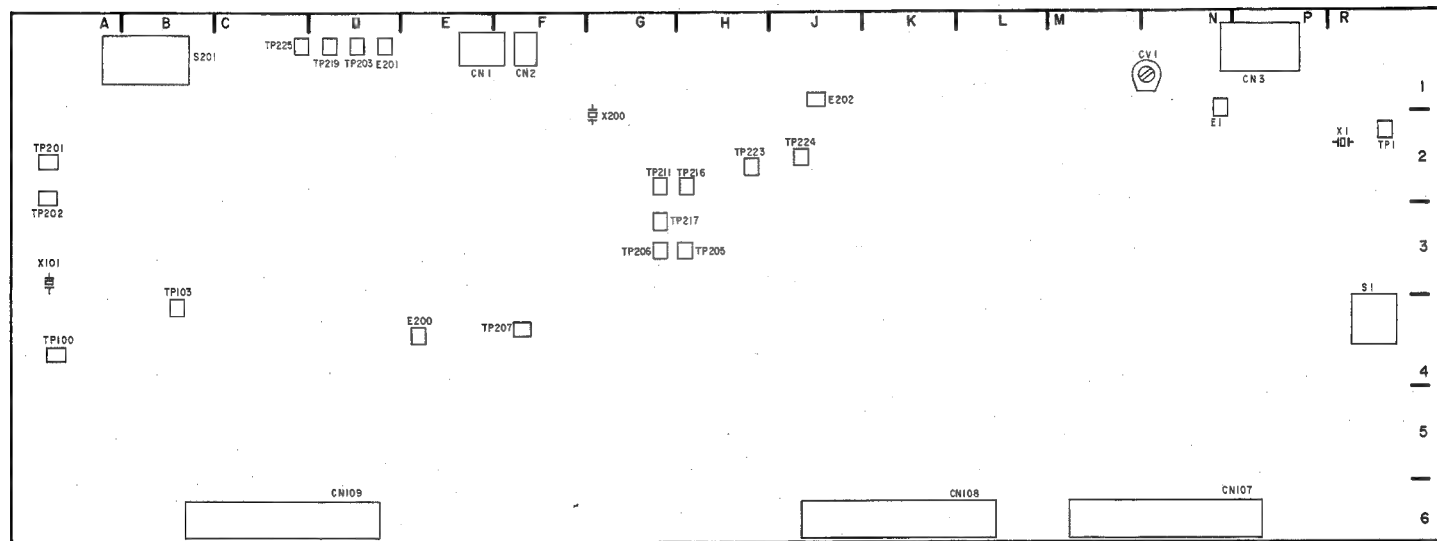 A B C D E F G H J K L M N P R
S201
TP225
TP219 TP203 E201
CN1 CN2
CV1
CN3
1
E202
X200
E1
X1
TP1
TP201
TP223 TP224
2
TP211 TP216
TP202
TP217
TP206 TP205
3
X101
TP103
S1
E200
TP207
TP100
4
5
CN109
CN108
CN107
6